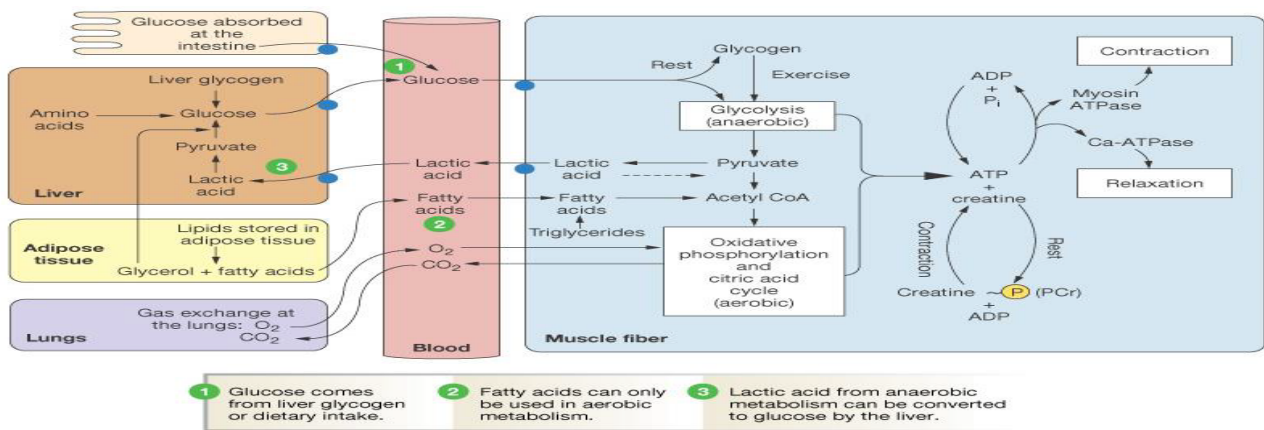 Glucose absorbed
at the
intestine
Liver glycogen
Amino
acids
Glucose
Pyruvate
Lactic
acid
3
Liver
Lipids stored in
adipose tissue
Adipose
tissue
Glycerol + fatty acids
Gas exchange at
the lungs: O2
CO2
Lungs
1
Glucose
Lactic
acid
Fatty
acids
2
O2
CO2
Blood
Glycogen
Rest
Exercise
Glycolysis
(anaerobic)
Lactic
acid
Pyruvate
Fatty
acids
Acetyl CoA
Triglycerides
Oxidative
phosphorylation
and
citric acid
cycle
(aerobic)
Muscle fiber
ADP
+
Pi
Myosin
ATPase
Contraction
Ca-ATPase
Relaxation
ATP
+
creatine
Contraction
Rest
Creatine ~ P (PCr)
+
ADP
1 Glucose comes
from liver glycogen
or dietary intake.
2 Fatty acids can only
be used in aerobic
metabolism.
3 Lactic acid from anaerobic
metabolism can be converted
to glucose by the liver.